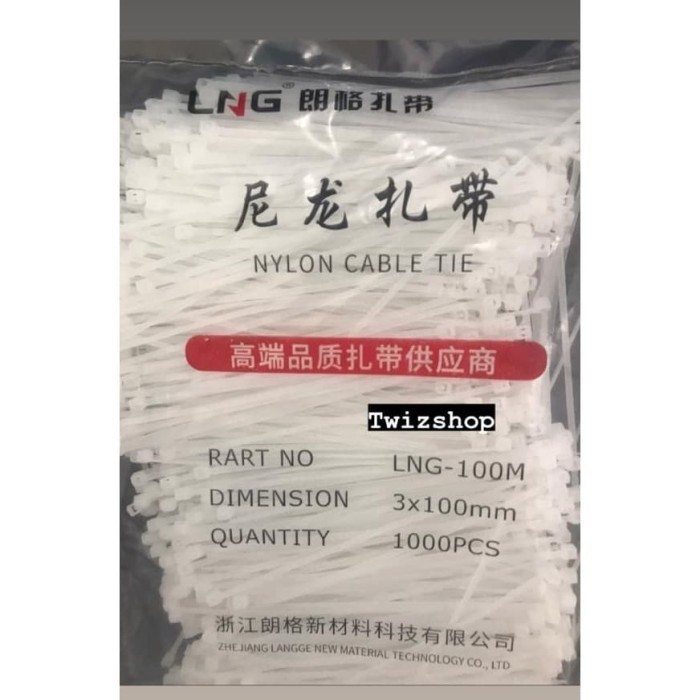 LNG® 朗格扎带
尼龙扎带
NYLON CABLE TIE
高端品质扎带供应商
Twizshop
RART NO LNG-100M
DIMENSION 3x100mm
QUANTITY 1000PCS
浙江朗格新材料科技有限公司
ZHEJIANG LANGGE NEW MATERIAL TECHNOLOGY CO., LTD